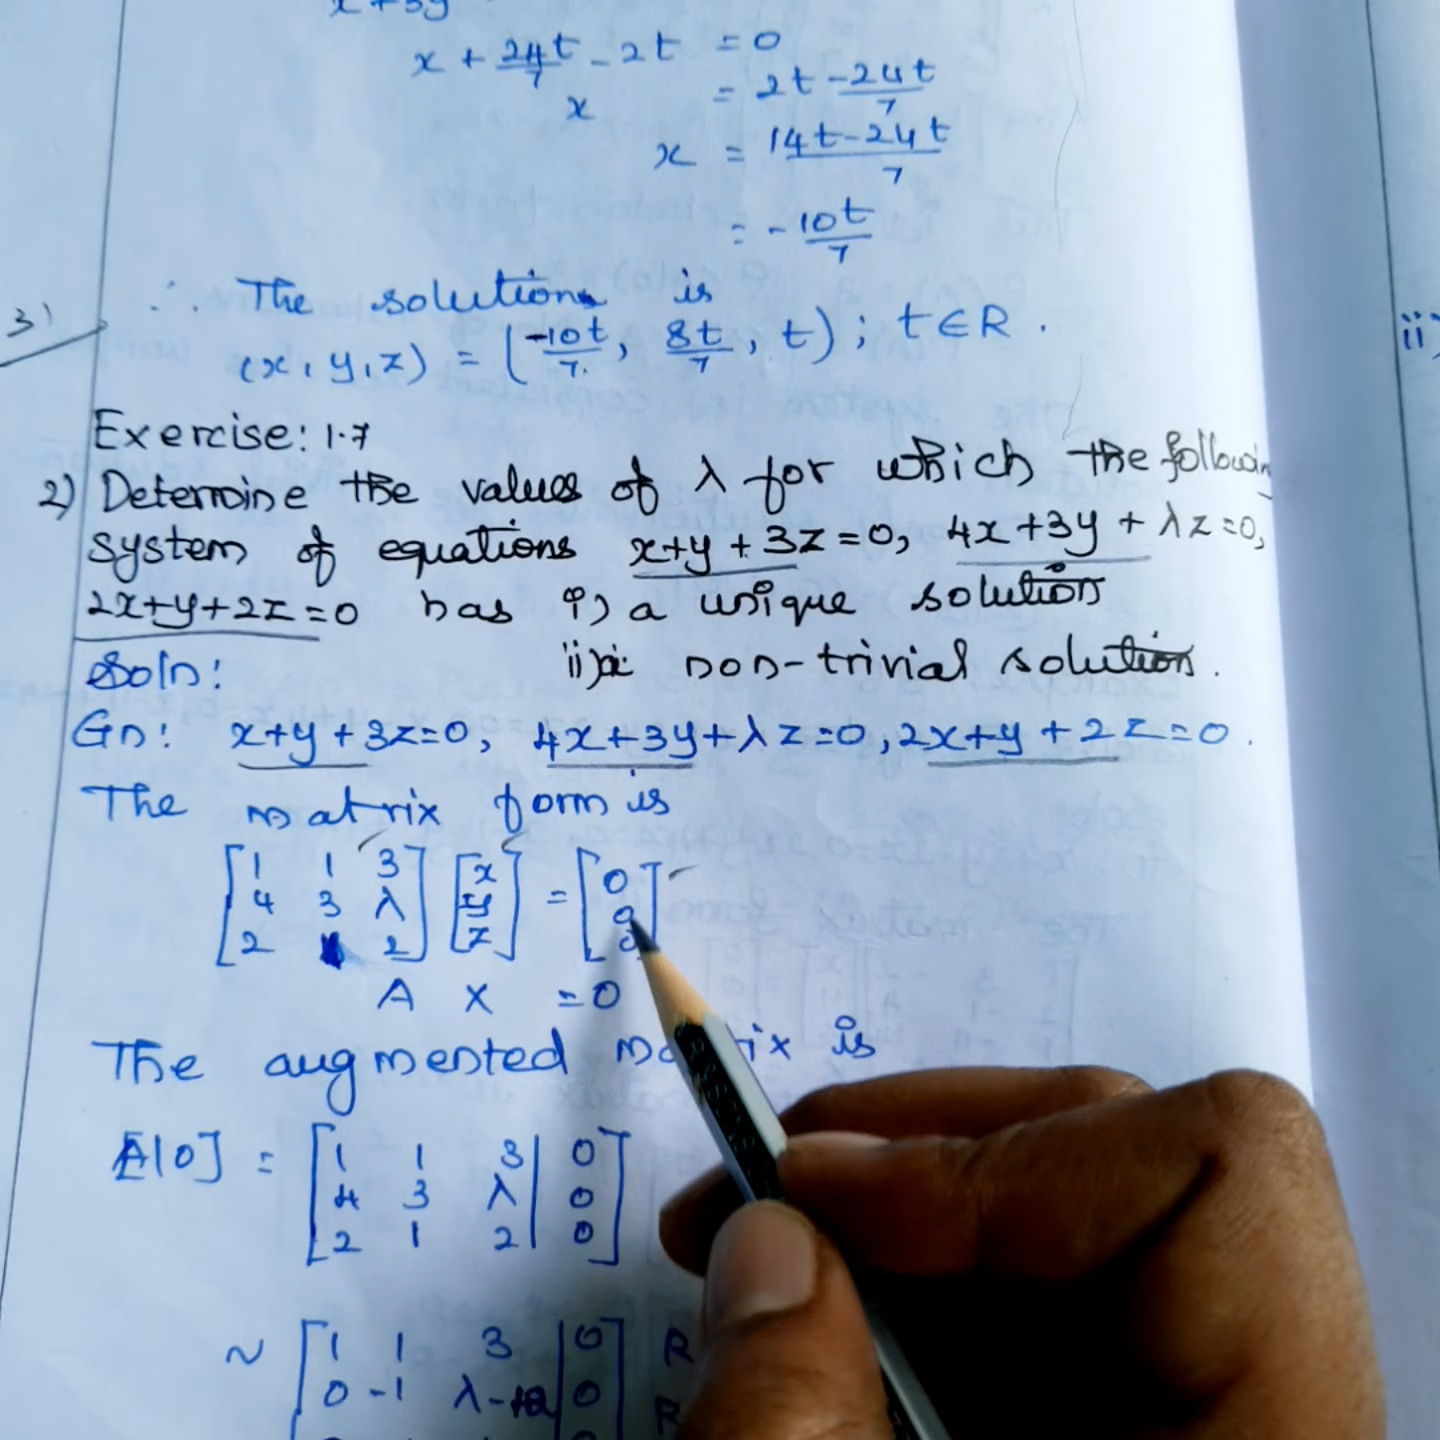 x + 24t/7 - 2t = 0
x = 2t - 24t/7
x = 14t - 24t/7
= -10t/7
3)
∴ The solution is
(x, y, z) = (-10t/7, 8t/7, t); t ∈ R.
ii)
Exercise: 1.7
2) Determine the values of λ for which the following
system of equations x+y+3z=0, 4x+3y+λz=0,
2x+y+2z=0 has i) a unique solution
ii) a non-trivial solution.
Soln:
Gn: x+y+3z=0, 4x+3y+λz=0, 2x+y+2z=0.
The matrix form is
[1 1 3] [x] = [0]
[4 3 λ] [y] [0]
[2 1 2] [z] [0]
A X = 0
The augmented matrix is
[A|0] = [1 1 3 | 0]
[4 3 λ | 0]
[2 1 2 | 0]
~ [1 1 3 | 0] R
0 -1 λ-12 | 0 R